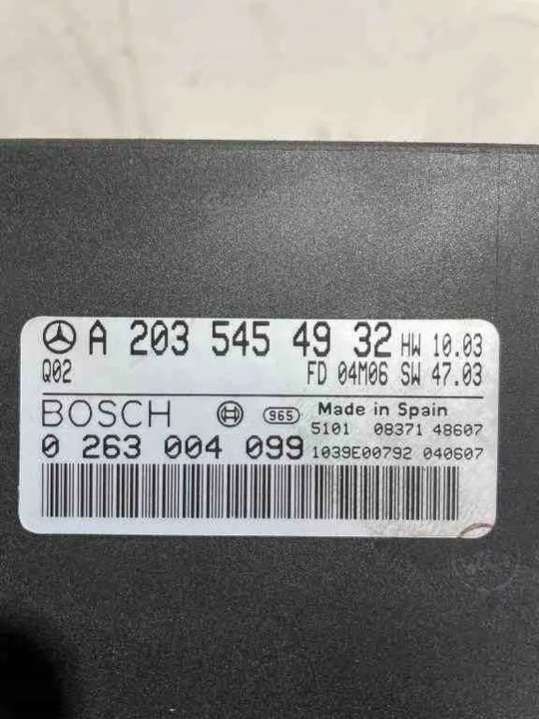 A 203 545 49 32 HW 10.03
Q02 FD 04M06 SW 47.03
BOSCH 965 Made in Spain
5101 08371 48607
0 263 004 099 1039E00792 040607